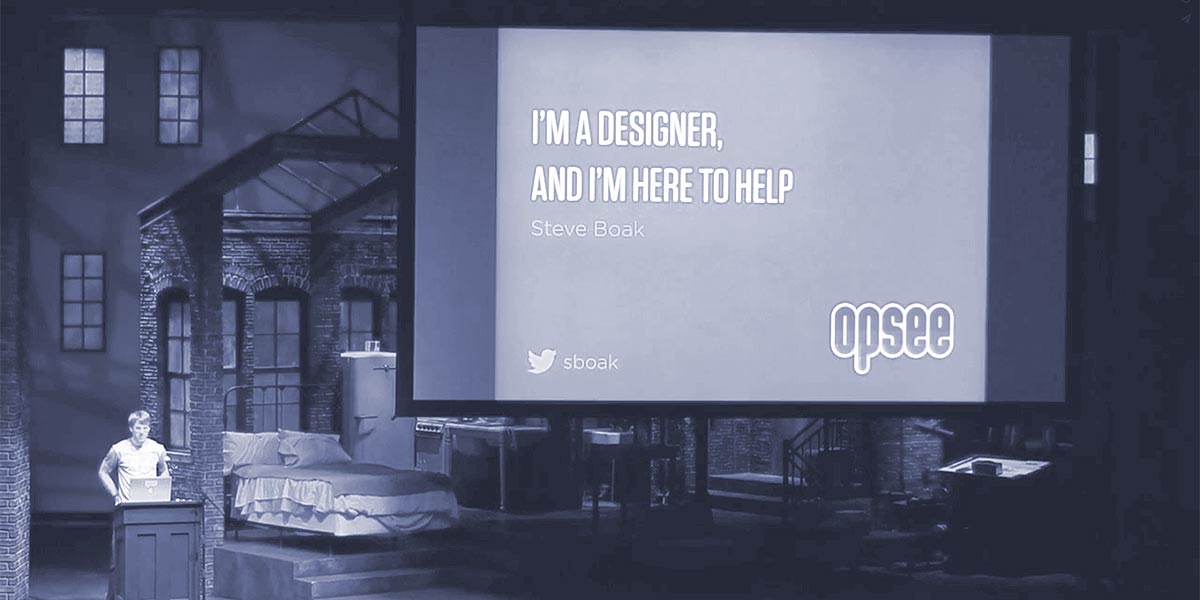 I'M A DESIGNER,
AND I'M HERE TO HELP
Steve Boak
sboak
opsee